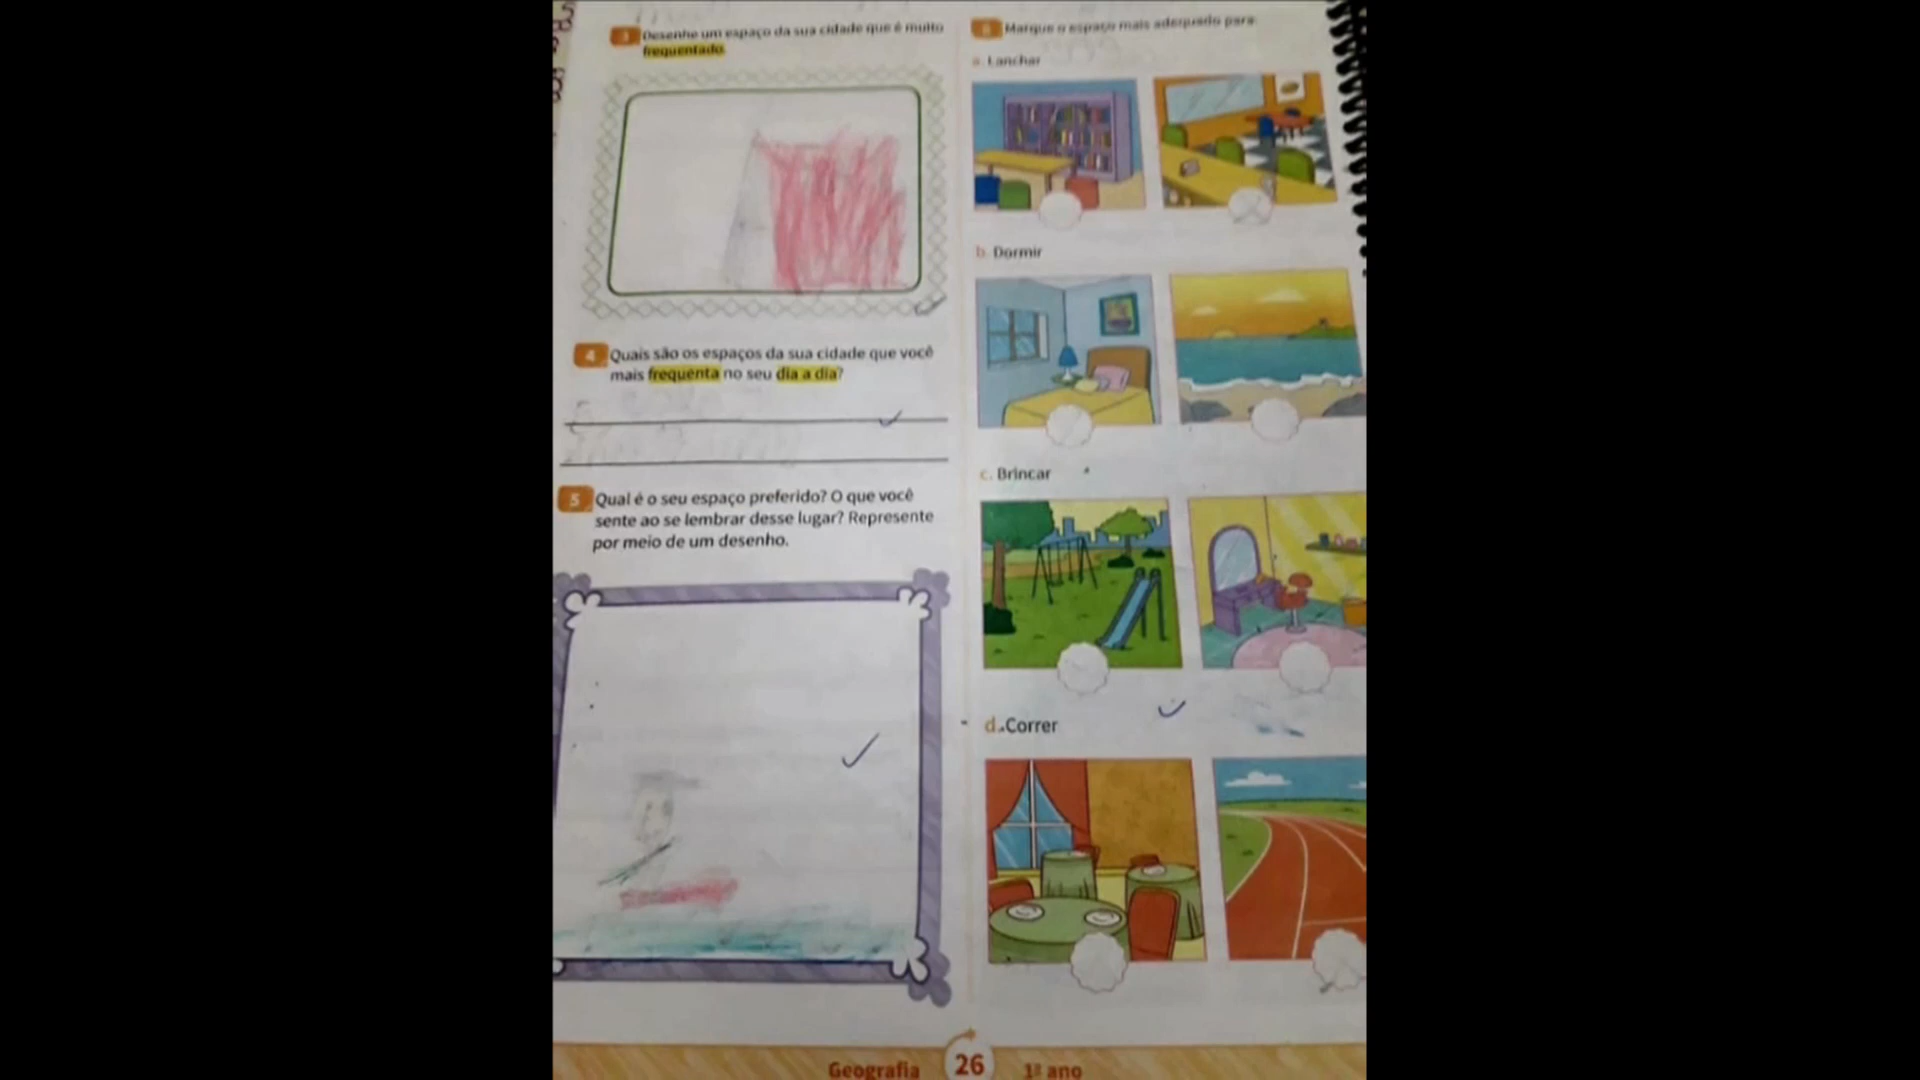 3 Desenhe um espaço da sua cidade que é muito
frequentado.
4 Quais são os espaços da sua cidade que você
mais frequenta no seu dia a dia?
5 Qual é o seu espaço preferido? O que você
sente ao se lembrar desse lugar? Represente
por meio de um desenho.
6 Marque o espaço mais adequado para:
a. Lanchar
b. Dormir
c. Brincar
d. Correr
Geografia 26 1º ano